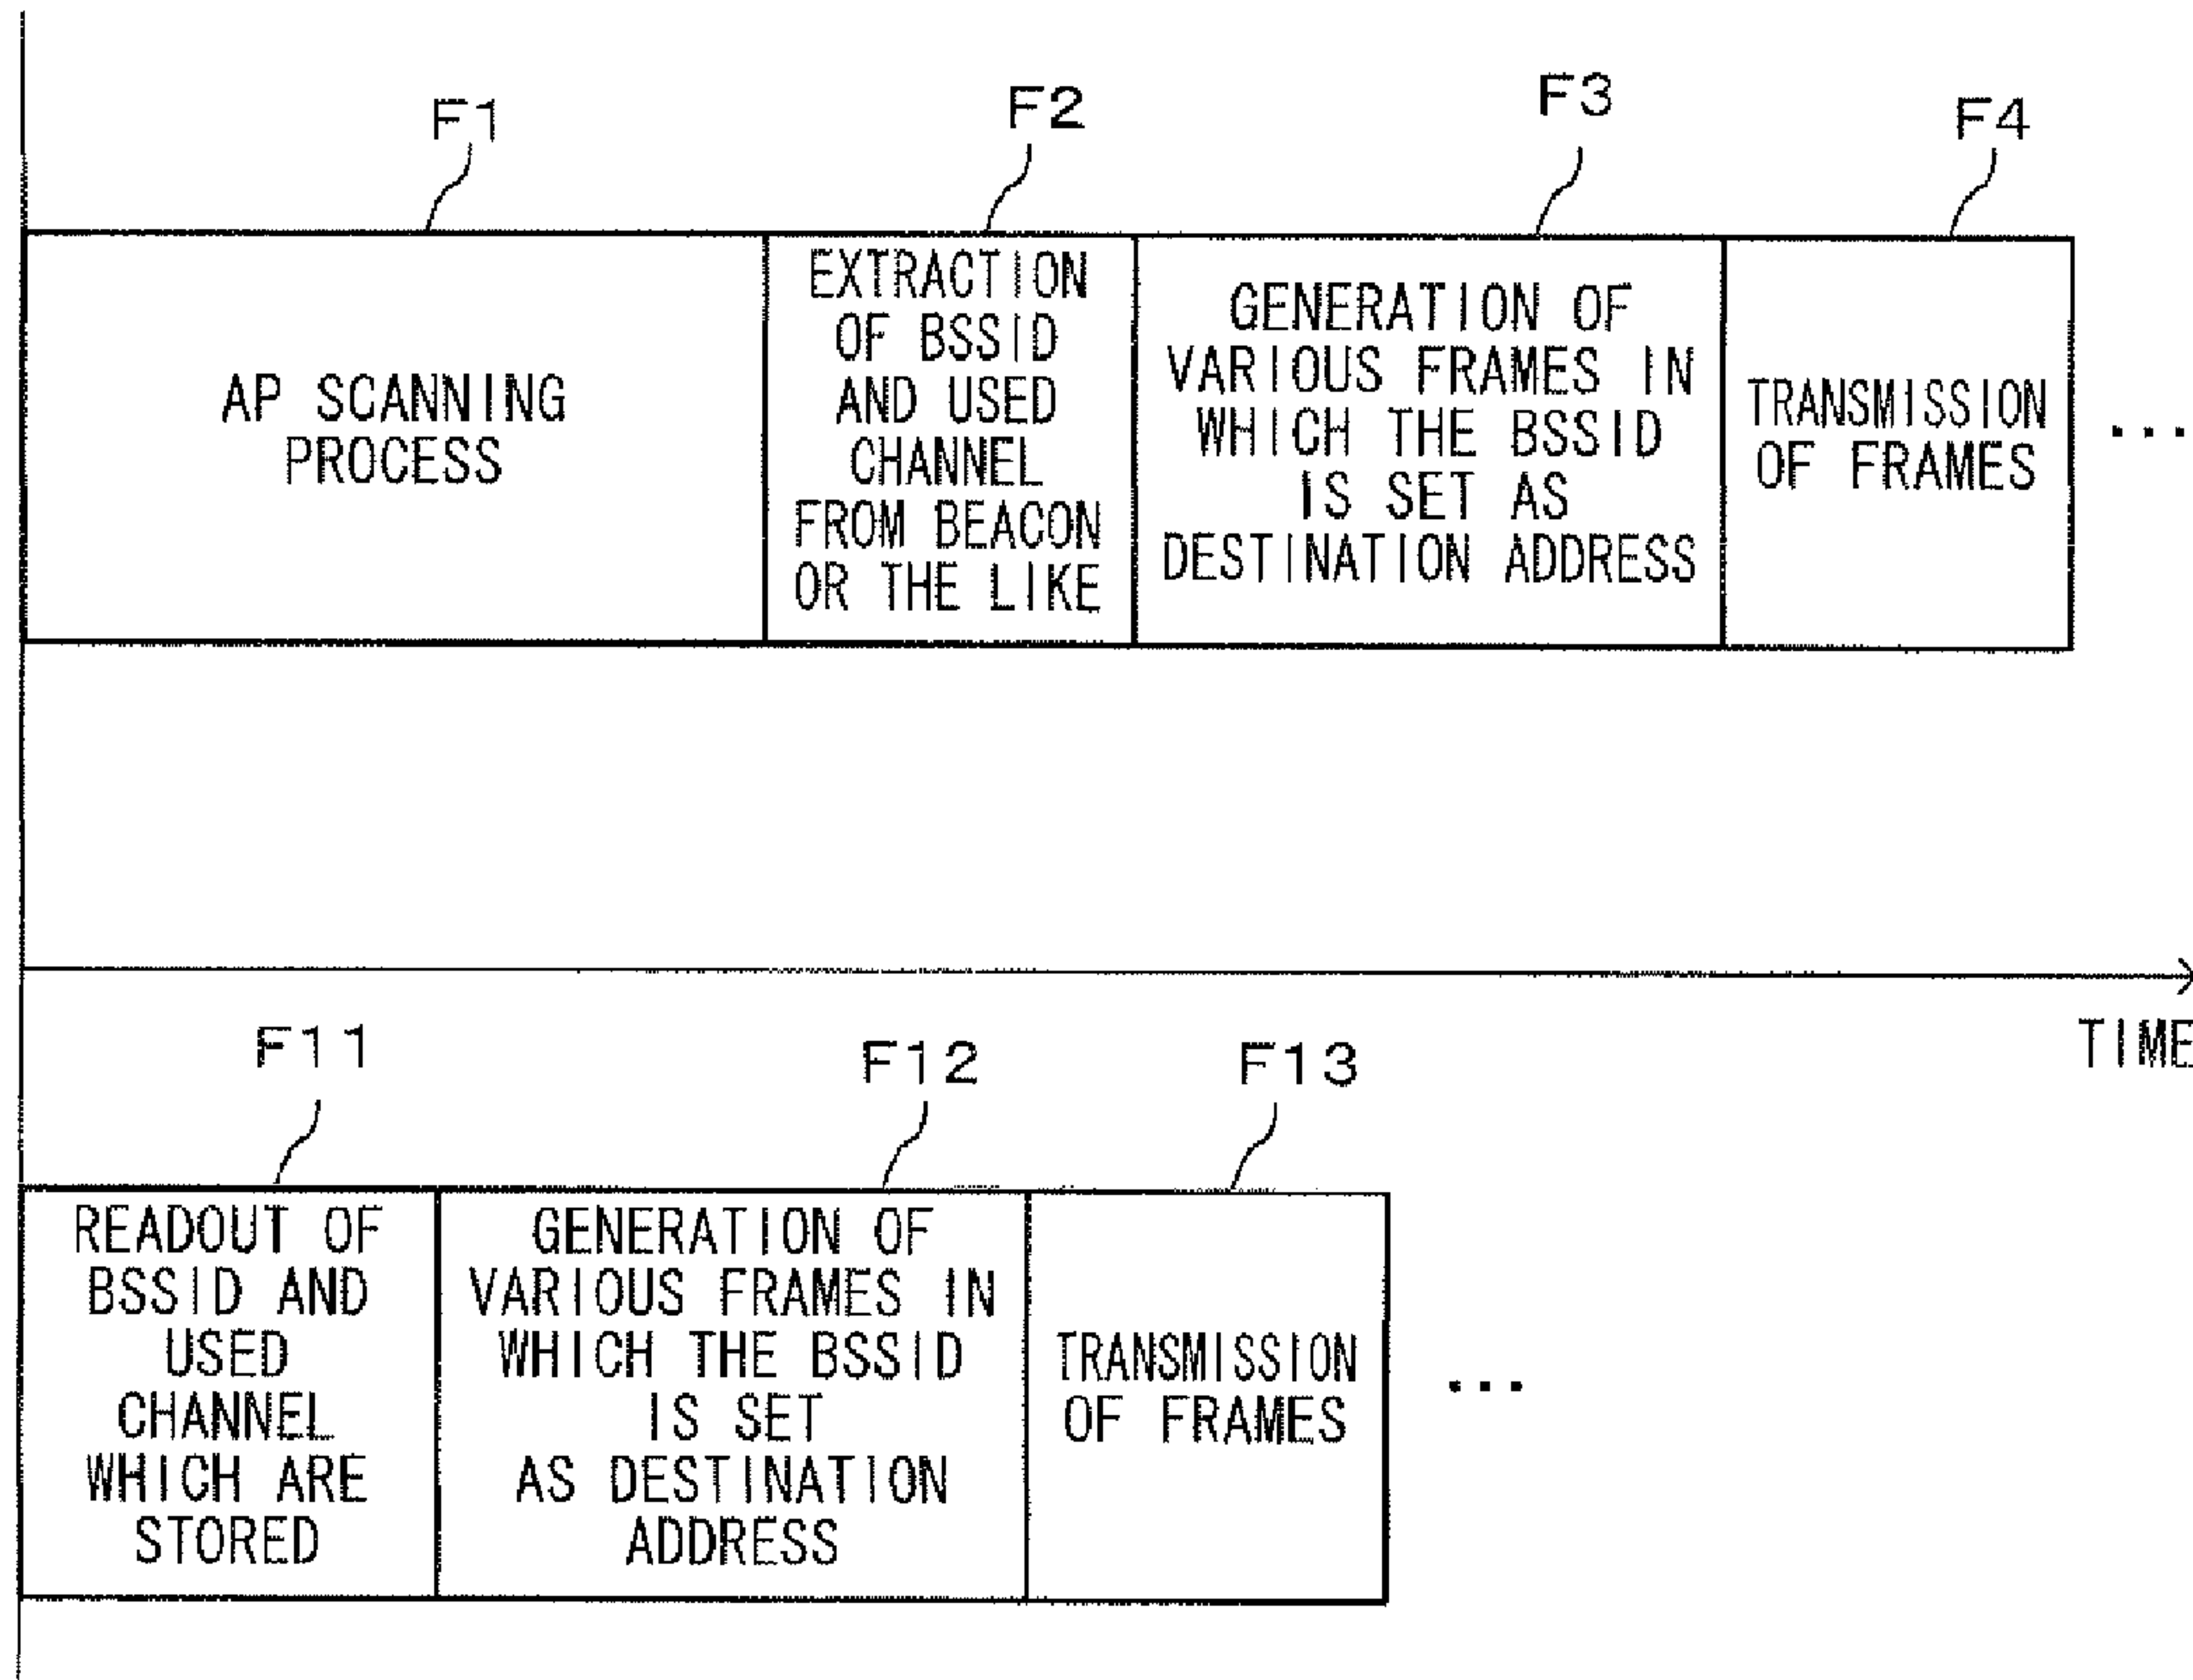 F1
F2
F3
F4
AP SCANNING
PROCESS
EXTRACTION
OF BSSID
AND USED
CHANNEL
FROM BEACON
OR THE LIKE
GENERATION OF
VARIOUS FRAMES IN
WHICH THE BSSID
IS SET AS
DESTINATION ADDRESS
TRANSMISSION
OF FRAMES
...
TIME
F11
F12
F13
READOUT OF
BSSID AND
USED
CHANNEL
WHICH ARE
STORED
GENERATION OF
VARIOUS FRAMES IN
WHICH THE BSSID
IS SET
AS DESTINATION
ADDRESS
TRANSMISSION
OF FRAMES
...